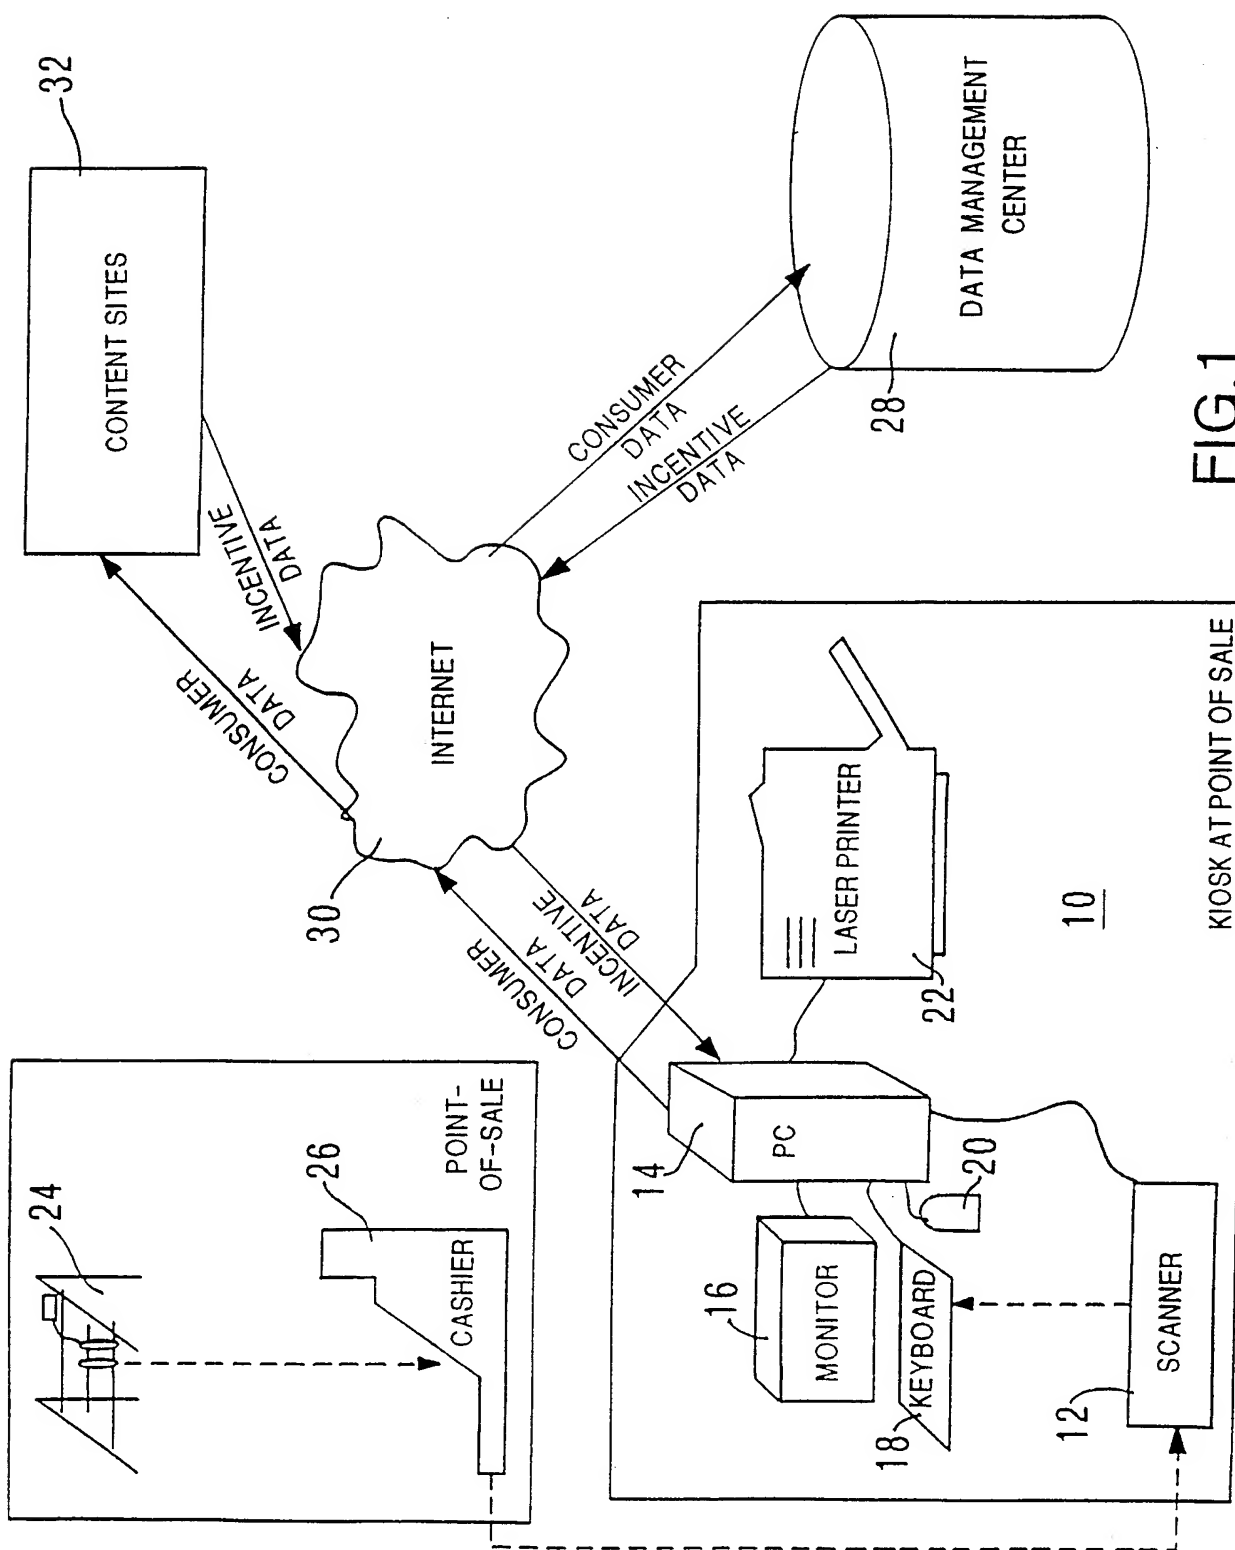 24
26
CASHIER
POINT-
OF-SALE
CONTENT SITES
32
CONSUMER
DATA
INCENTIVE
DATA
30
INTERNET
CONSUMER
DATA
INCENTIVE
DATA
CONSUMER
DATA
INCENTIVE
DATA
28
DATA MANAGEMENT
CENTER
14
PC
16
MONITOR
18
KEYBOARD
20
12
SCANNER
LASER PRINTER
22
10
KIOSK AT POINT OF SALE
FIG.1